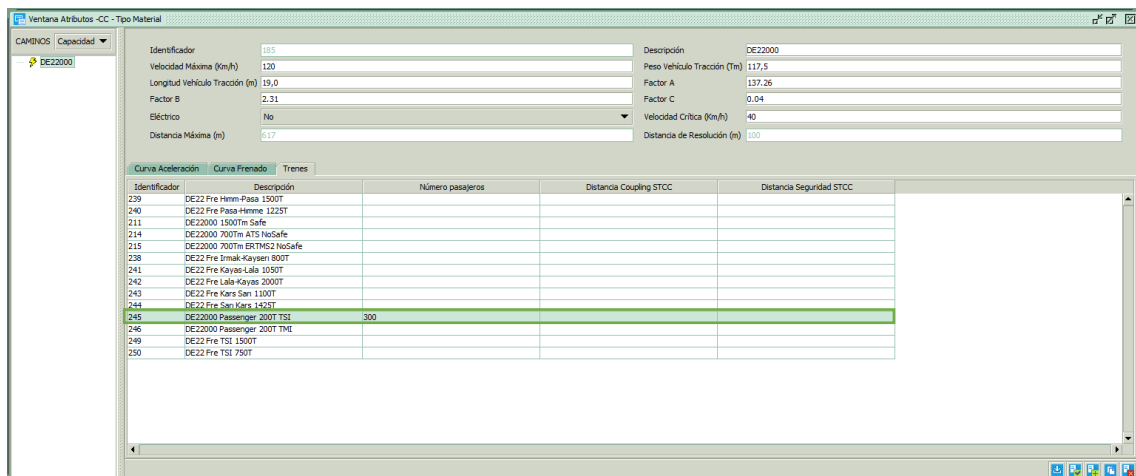 Ventana Atributos -CC - Tipo Material
CAMINOS Capacidad
DE22000
Identificador 185 Descripción DE22000
Velocidad Máxima (Km/h) 120 Peso Vehículo Tracción (Tm) 117,5
Longitud Vehículo Tracción (m) 19,0 Factor A 137.26
Factor B 2.31 Factor C 0.04
Eléctrico No Velocidad Crítica (Km/h) 40
Distancia Máxima (m) 617 Distancia de Resolución (m) 100
Curva Aceleración Curva Frenado Trenes
Identificador Descripción Número pasajeros Distancia Coupling STCC Distancia Seguridad STCC
239 DE22 Fre Himm-Pasa 1500T
240 DE22 Fre Pasa-Himme 1225T
211 DE22000 1500Tm Safe
214 DE22000 700Tm ATS NoSafe
215 DE22000 700Tm ERTMS2 NoSafe
238 DE22 Fre Irmak-Kayserı 800T
241 DE22 Fre Kayas-Lala 1050T
242 DE22 Fre Lala-Kayas 2000T
243 DE22 Fre Kars Sarı 1100T
244 DE22 Fre Sarı Kars 1425T
245 DE22000 Passenger 200T TSI 300
246 DE22000 Passenger 200T TMI
249 DE22 Fre TSI 1500T
250 DE22 Fre TSI 750T